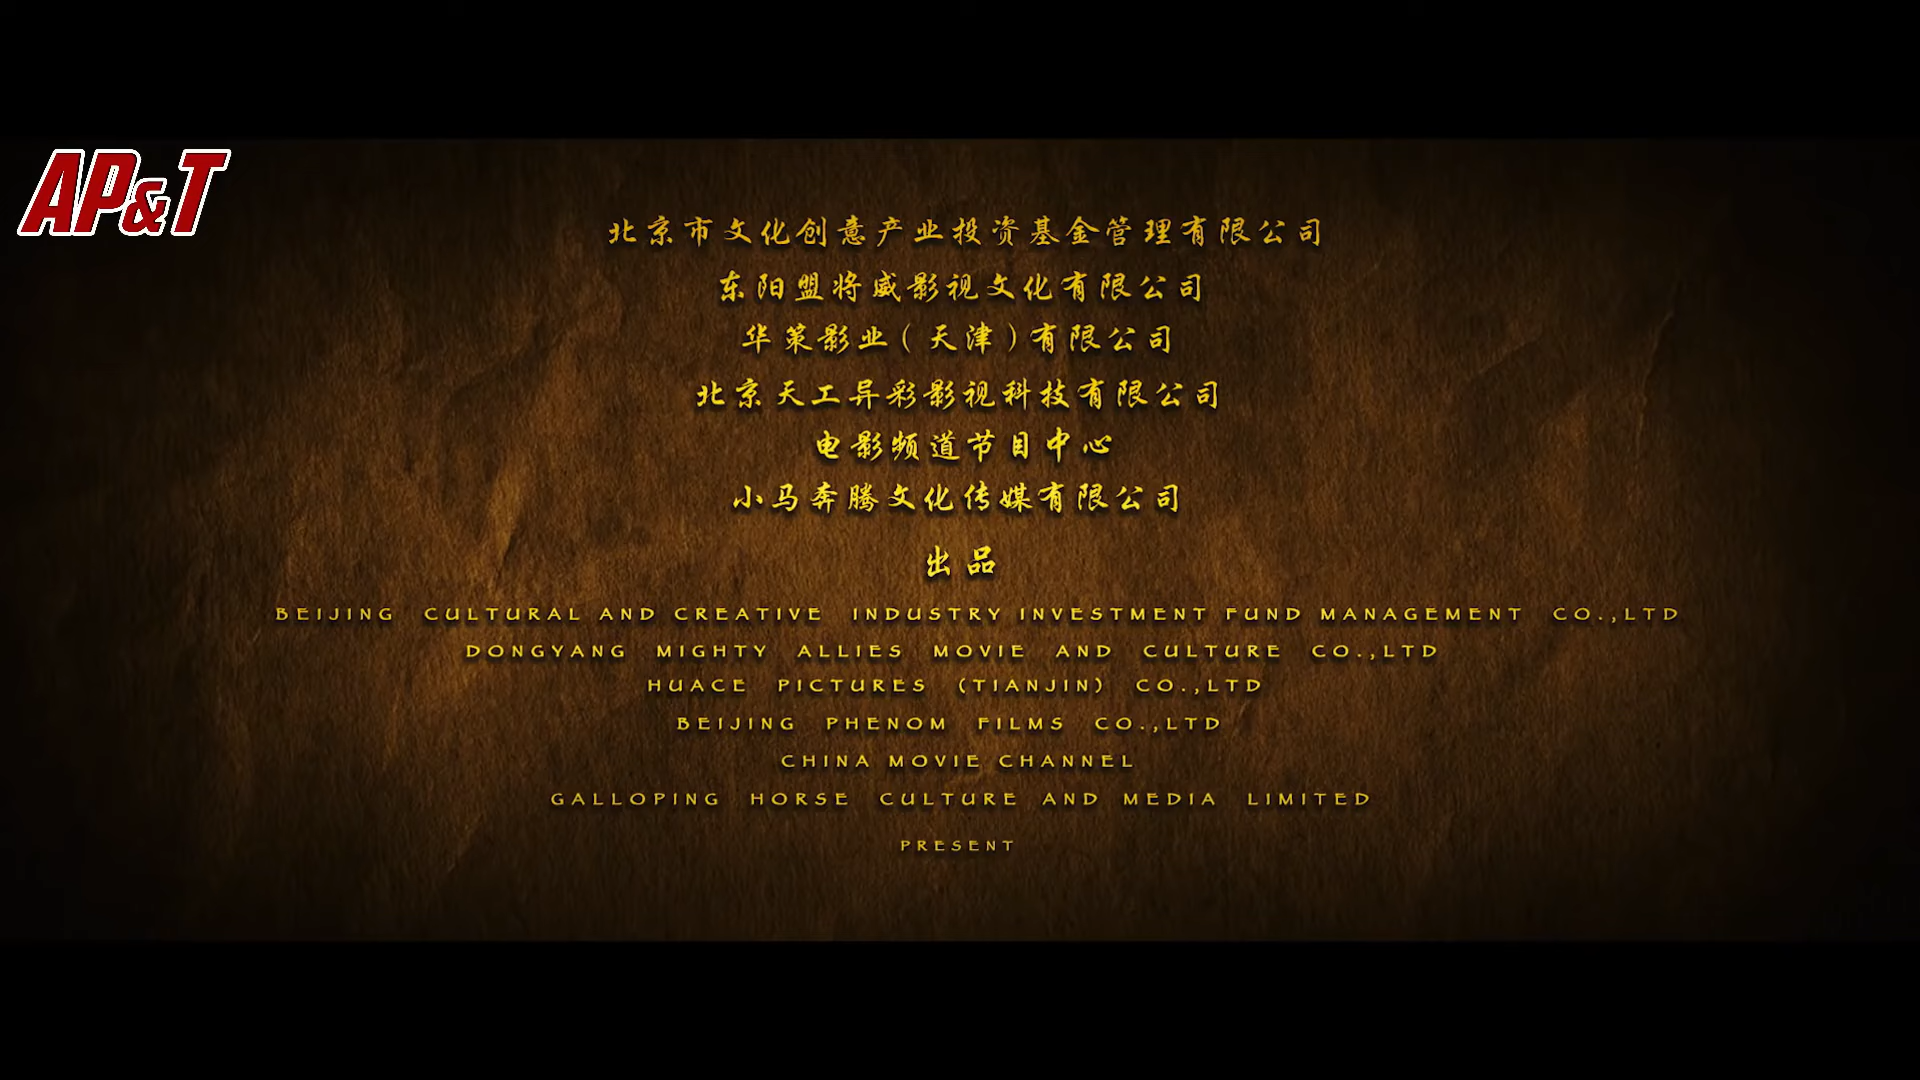 AP&T
北京市文化创意产业投资基金管理有限公司
东阳盟将威影视文化有限公司
华策影业（天津）有限公司
北京天工异彩影视科技有限公司
电影频道节目中心
小马奔腾文化传媒有限公司
出品
BEIJING CULTURAL AND CREATIVE INDUSTRY INVESTMENT FUND MANAGEMENT CO.,LTD
DONGYANG MIGHTY ALLIES MOVIE AND CULTURE CO.,LTD
HUACE PICTURES (TIANJIN) CO.,LTD
BEIJING PHENOM FILMS CO.,LTD
CHINA MOVIE CHANNEL
GALLOPING HORSE CULTURE AND MEDIA LIMITED
PRESENT